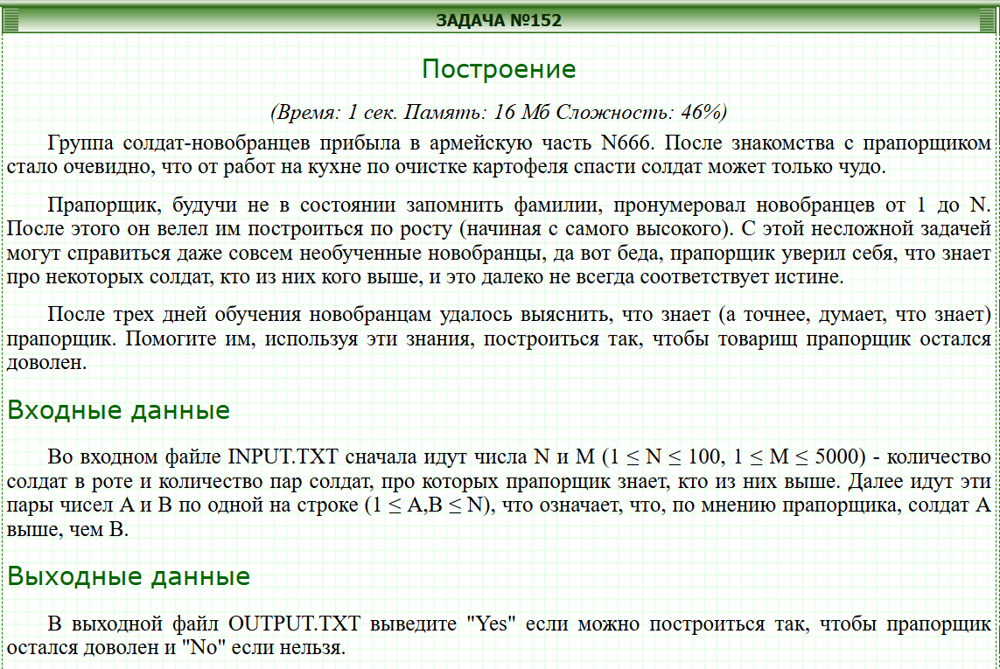 ЗАДАЧА №152
Построение
(Время: 1 сек. Память: 16 Мб Сложность: 46%)
Группа солдат-новобранцев прибыла в армейскую часть N666. После знакомства с прапорщиком
стало очевидно, что от работ на кухне по очистке картофеля спасти солдат может только чудо.
Прапорщик, будучи не в состоянии запомнить фамилии, пронумеровал новобранцев от 1 до N.
После этого он велел им построиться по росту (начиная с самого высокого). С этой несложной задачей
могут справиться даже совсем необученные новобранцы, да вот беда, прапорщик уверил себя, что знает
про некоторых солдат, кто из них кого выше, и это далеко не всегда соответствует истине.
После трех дней обучения новобранцам удалось выяснить, что знает (а точнее, думает, что знает)
прапорщик. Помогите им, используя эти знания, построиться так, чтобы товарищ прапорщик остался
доволен.
Входные данные
Во входном файле INPUT.TXT сначала идут числа N и M (1 ≤ N ≤ 100, 1 ≤ M ≤ 5000) - количество
солдат в роте и количество пар солдат, про которых прапорщик знает, кто из них выше. Далее идут эти
пары чисел A и B по одной на строке (1 ≤ A,B ≤ N), что означает, что, по мнению прапорщика, солдат A
выше, чем B.
Выходные данные
В выходной файл OUTPUT.TXT выведите "Yes" если можно построиться так, чтобы прапорщик
остался доволен и "No" если нельзя.